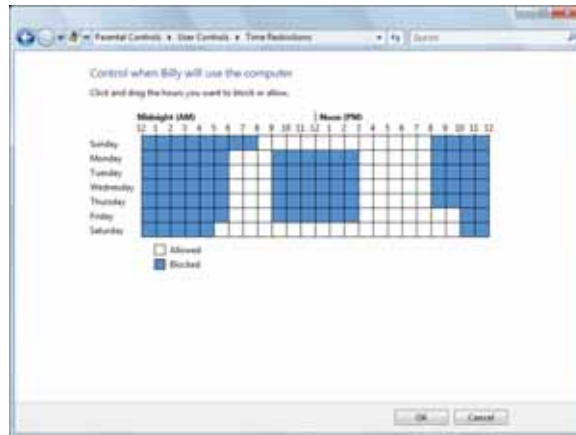 Parental Controls ▸ User Controls ▸ Time Restrictions
Search
Control when Billy will use the computer
Click and drag the hours you want to block or allow.
Midnight (AM) Noon (PM)
12 1 2 3 4 5 6 7 8 9 10 11 12 1 2 3 4 5 6 7 8 9 10 11 12
Sunday
Monday
Tuesday
Wednesday
Thursday
Friday
Saturday
Allowed
Blocked
OK Cancel